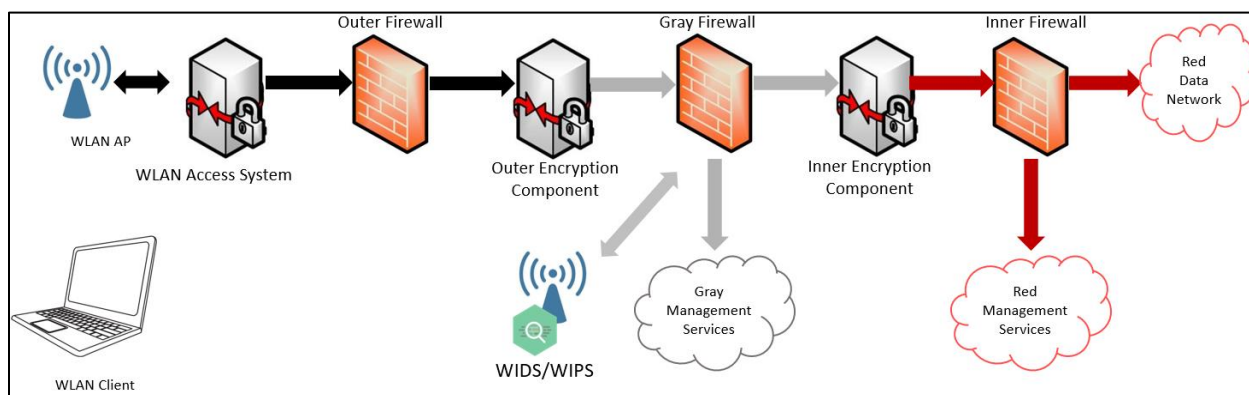 Outer Firewall
Gray Firewall
Inner Firewall
Red
Data
Network
WLAN AP
WLAN Access System
Outer Encryption
Component
Inner Encryption
Component
WIDS/WIPS
Gray
Management
Services
Red
Management
Services
WLAN Client